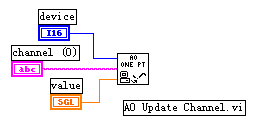 device
I16
channel (0)
abc
value
SGL
AO
ONE PT
AO Update Channel.vi